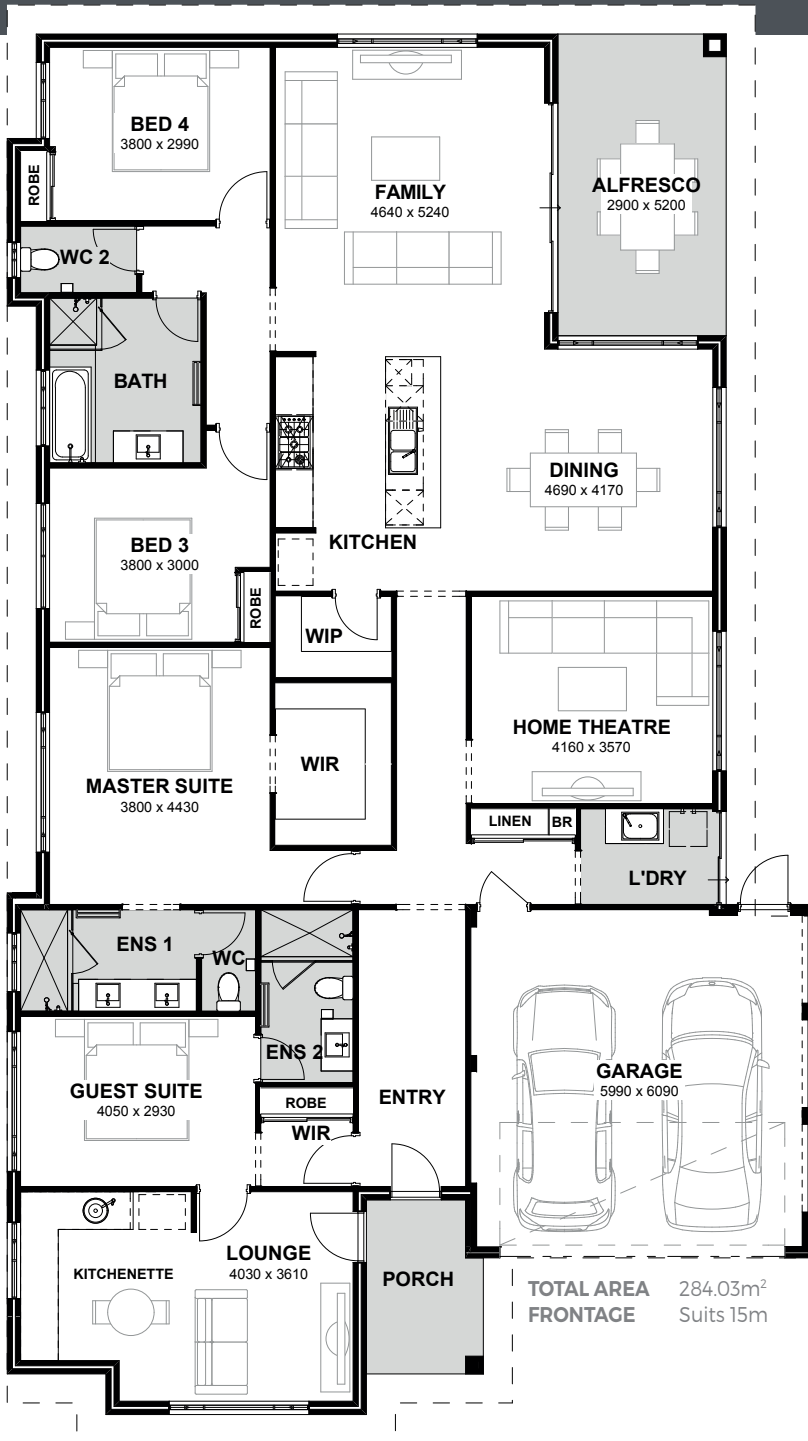 BED 4
3800 x 2990
ROBE
FAMILY
4640 x 5240
ALFRESCO
2900 x 5200
WC 2
BATH
DINING
4690 x 4170
KITCHEN
BED 3
3800 x 3000
ROBE
WIP
HOME THEATRE
4160 x 3570
WIR
MASTER SUITE
3800 x 4430
LINEN
BR
L'DRY
ENS 1
WC
ENS 2
GARAGE
5990 x 6090
GUEST SUITE
4050 x 2930
ROBE
ENTRY
WIR
LOUNGE
4030 x 3610
KITCHENETTE
PORCH
TOTAL AREA 284.03m²
FRONTAGE Suits 15m